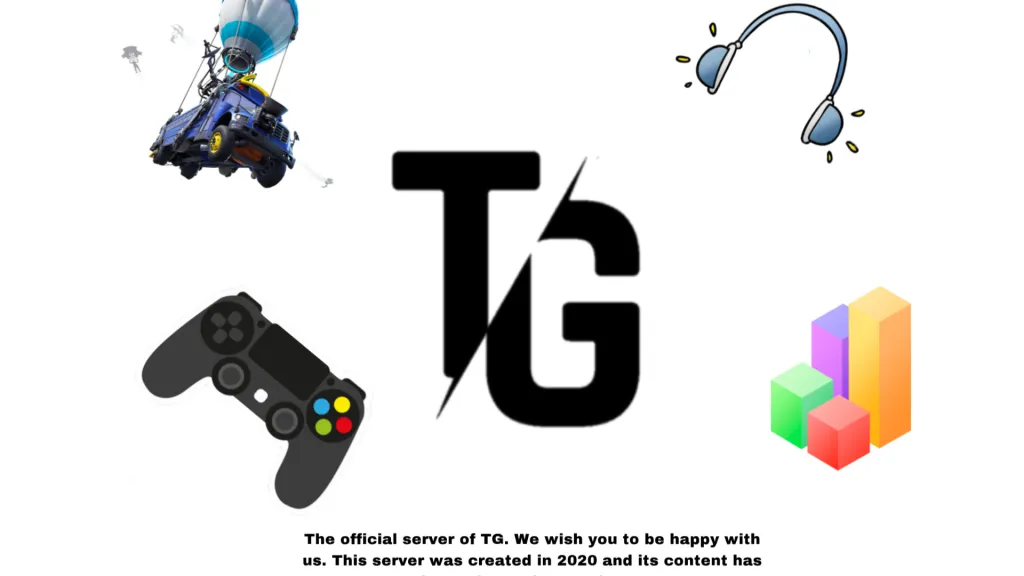 TG
The official server of TG. We wish you to be happy with
us. This server was created in 2020 and its content has